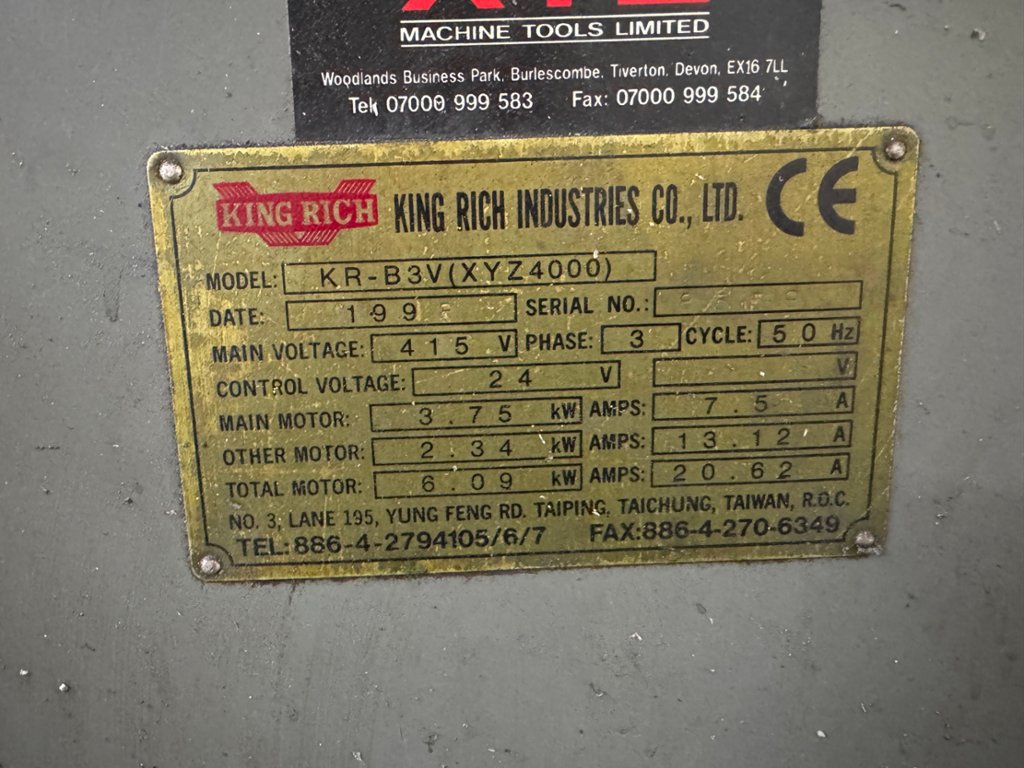 MACHINE TOOLS LIMITED
Woodlands Business Park, Burlescombe, Tiverton, Devon, EX16 7LL
Tel: 07000 999 583 Fax: 07000 999 584
KING RICH KING RICH INDUSTRIES CO., LTD. CE
MODEL: KR-B3V(XYZ4000)
DATE: SERIAL NO.:
MAIN VOLTAGE: 415 V PHASE: 3 CYCLE: 50 Hz
CONTROL VOLTAGE: 24 V V
MAIN MOTOR: 3.75 kW AMPS: 7.5 A
OTHER MOTOR: 2.34 kW AMPS: 13.12 A
TOTAL MOTOR: 6.09 kW AMPS: 20.62 A
NO. 3, LANE 195, YUNG FENG RD. TAIPING, TAICHUNG, TAIWAN, R.O.C.
TEL:886-4-2794105/6/7 FAX:886-4-270-6349